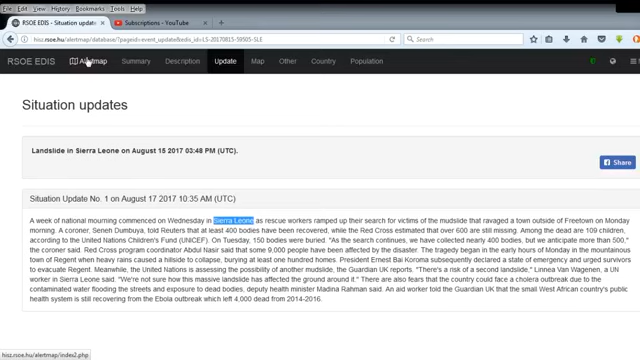 File Edit View History Bookmarks Tools Help
RSOE EDIS - Situation update × Subscriptions - YouTube × +
hisz.rsoe.hu/alertmap/database/?pageid=event_update&edis_id=LS-20170815-59505-SLE Search
RSOE EDIS Alertmap Summary Description Update Map Other Country Population
Situation updates
Landslide in Sierra Leone on August 15 2017 03:48 PM (UTC).
Share
Situation Update No. 1 on August 17 2017 10:35 AM (UTC)
A week of national mourning commenced on Wednesday in Sierra Leone as rescue workers ramped up their search for victims of the mudslide that ravaged a town outside of Freetown on Monday
morning. A coroner, Seneh Dumbuya, told Reuters that at least 400 bodies have been recovered, while the Red Cross estimated that over 600 are still missing. Among the dead are 109 children,
according to the United Nations Children's Fund (UNICEF). On Tuesday, 150 bodies were buried. "As the search continues, we have collected nearly 400 bodies, but we anticipate more than 500,"
the coroner said. Red Cross program coordinator Abdul Nasir said that some 9,000 people have been affected by the disaster. The tragedy began in the early hours of Monday in the mountainous
town of Regent when heavy rains caused a hillside to collapse, burying at least one hundred homes. President Ernest Bai Koroma subsequently declared a state of emergency and urged survivors
to evacuate Regent. Meanwhile, the United Nations is assessing the possibility of another mudslide, the Guardian UK reports. "There's a risk of a second landslide," Linnea Van Wagenen, a UN
worker in Sierra Leone said. "We're not sure how this massive landslide has affected the ground around it." There are also fears that the country could face a cholera outbreak due to the
contaminated water flooding the streets and exposure to dead bodies, deputy health minister Madina Rahman said. An aid worker told the Guardian UK that the small West African country's public
health system is still recovering from the Ebola outbreak which left 4,000 dead from 2014-2016.
hisz.rsoe.hu/alertmap/index2.php